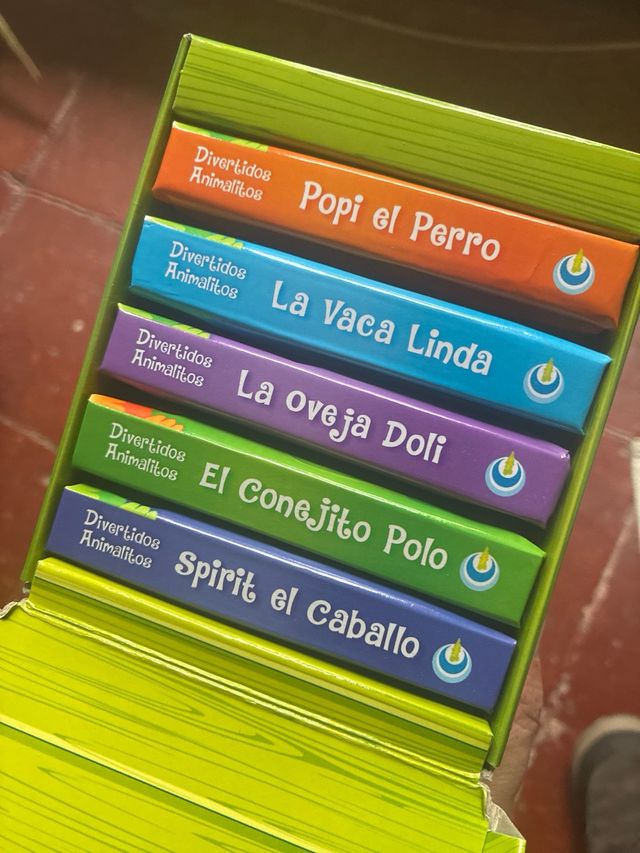 Divertidos
Animalitos
Popi el Perro
Divertidos
Animalitos
La Vaca Linda
Divertidos
Animalitos
La Oveja Doli
Divertidos
Animalitos
El Conejito Polo
Divertidos
Animalitos
Spirit el Caballo